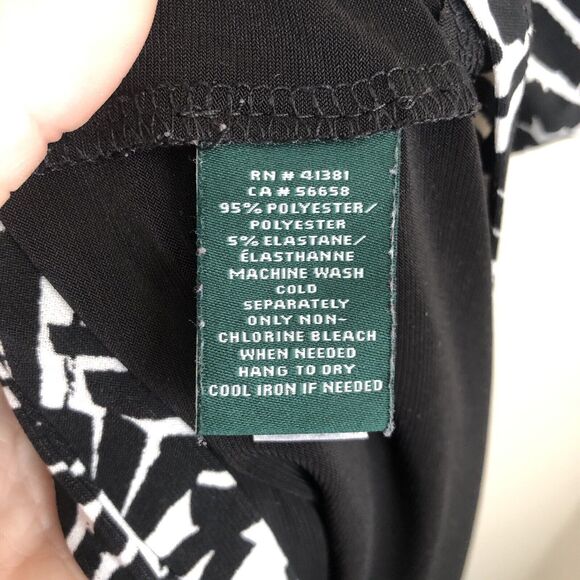 RN # 41381
CA # 56658
95% POLYESTER/
POLYESTER
5% ELASTANE/
ÉLASTHANNE
MACHINE WASH
COLD
SEPARATELY
ONLY NON-
CHLORINE BLEACH
WHEN NEEDED
HANG TO DRY
COOL IRON IF NEEDED